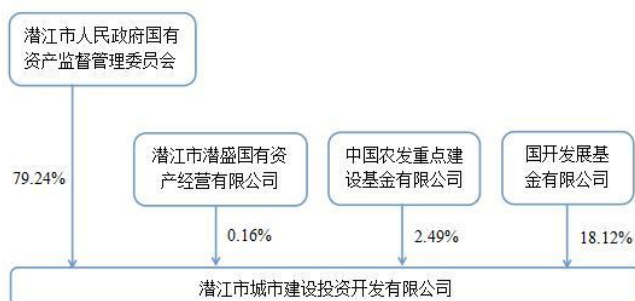 潜江市人民政府国有
资产监督管理委员会
潜江市潜盛国有资
产经营有限公司
中国农发重点建
设基金有限公司
国开发展基
金有限公司
79.24%
0.16%
2.49%
18.12%
潜江市城市建设投资开发有限公司